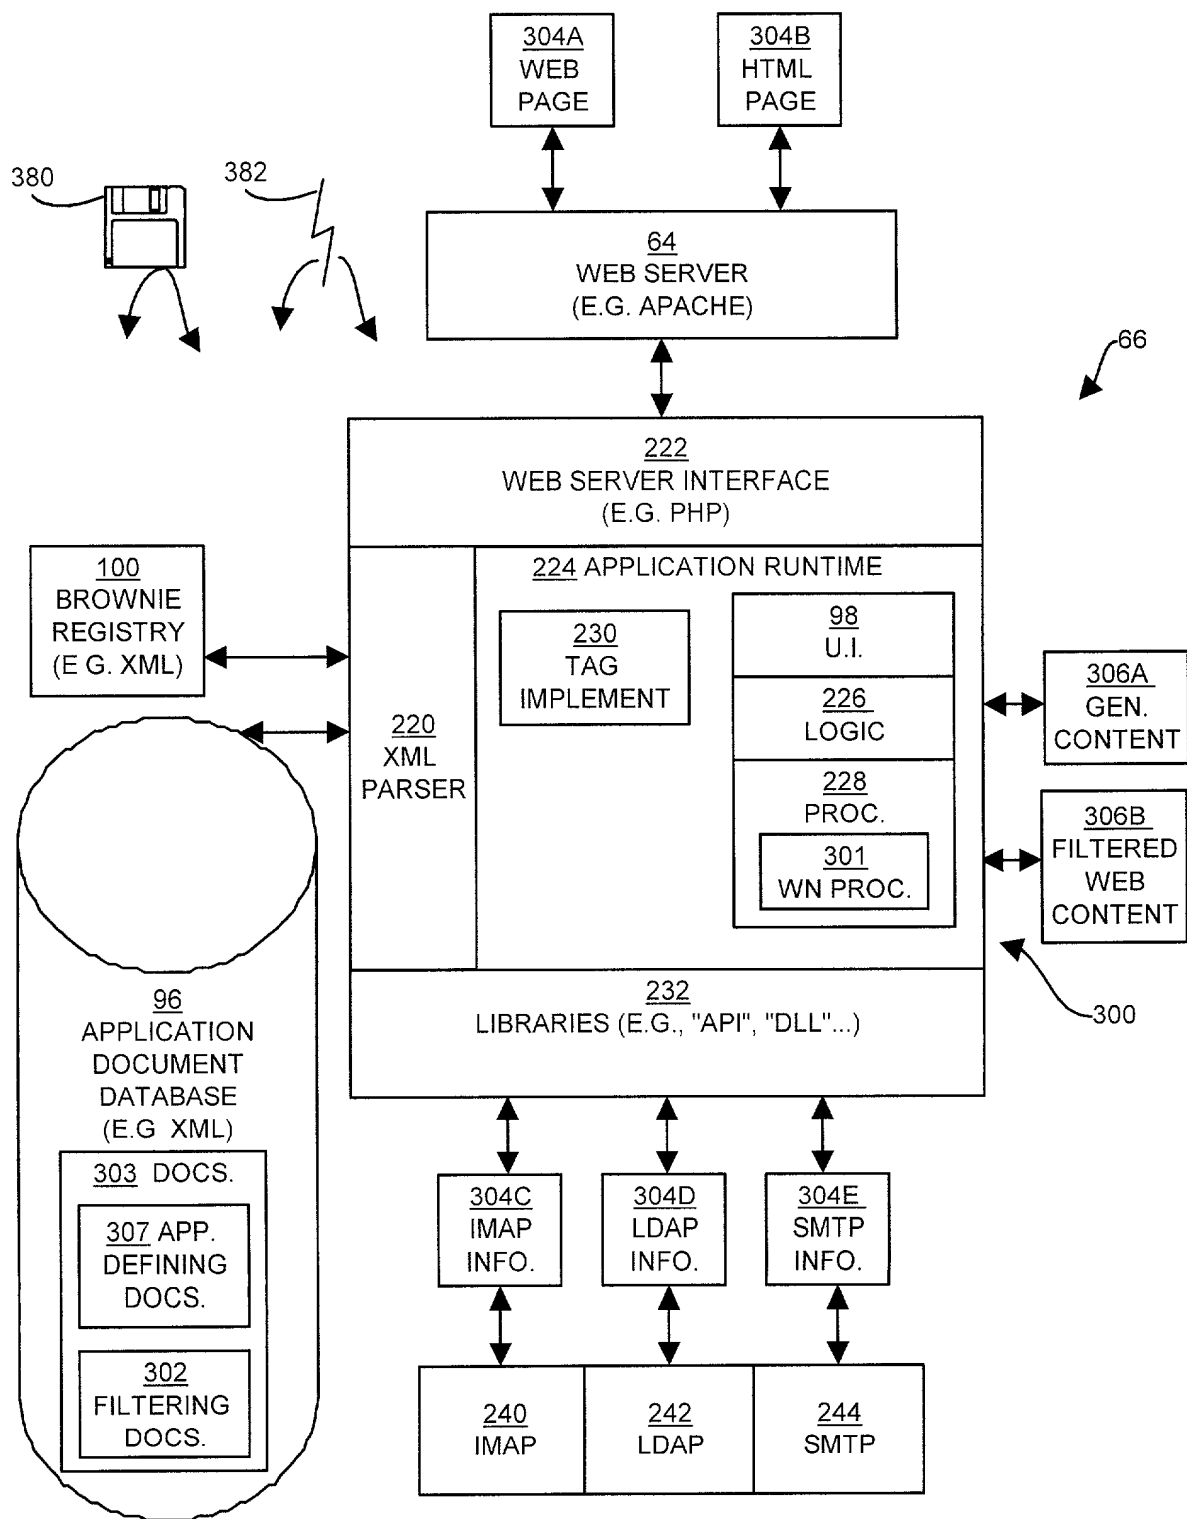 304A
WEB
PAGE
304B
HTML
PAGE
380
382
64
WEB SERVER
(E.G. APACHE)
66
222
WEB SERVER INTERFACE
(E.G. PHP)
100
BROWNIE
REGISTRY
(E G. XML)
224 APPLICATION RUNTIME
230
TAG
IMPLEMENT
98
U.I.
226
LOGIC
228
PROC.
301
WN PROC.
220
XML
PARSER
306A
GEN.
CONTENT
306B
FILTERED
WEB
CONTENT
300
232
LIBRARIES (E.G., "API", "DLL"...)
96
APPLICATION
DOCUMENT
DATABASE
(E.G XML)
303 DOCS.
307 APP.
DEFINING
DOCS.
302
FILTERING
DOCS.
304C
IMAP
INFO.
304D
LDAP
INFO.
304E
SMTP
INFO.
240
IMAP
242
LDAP
244
SMTP